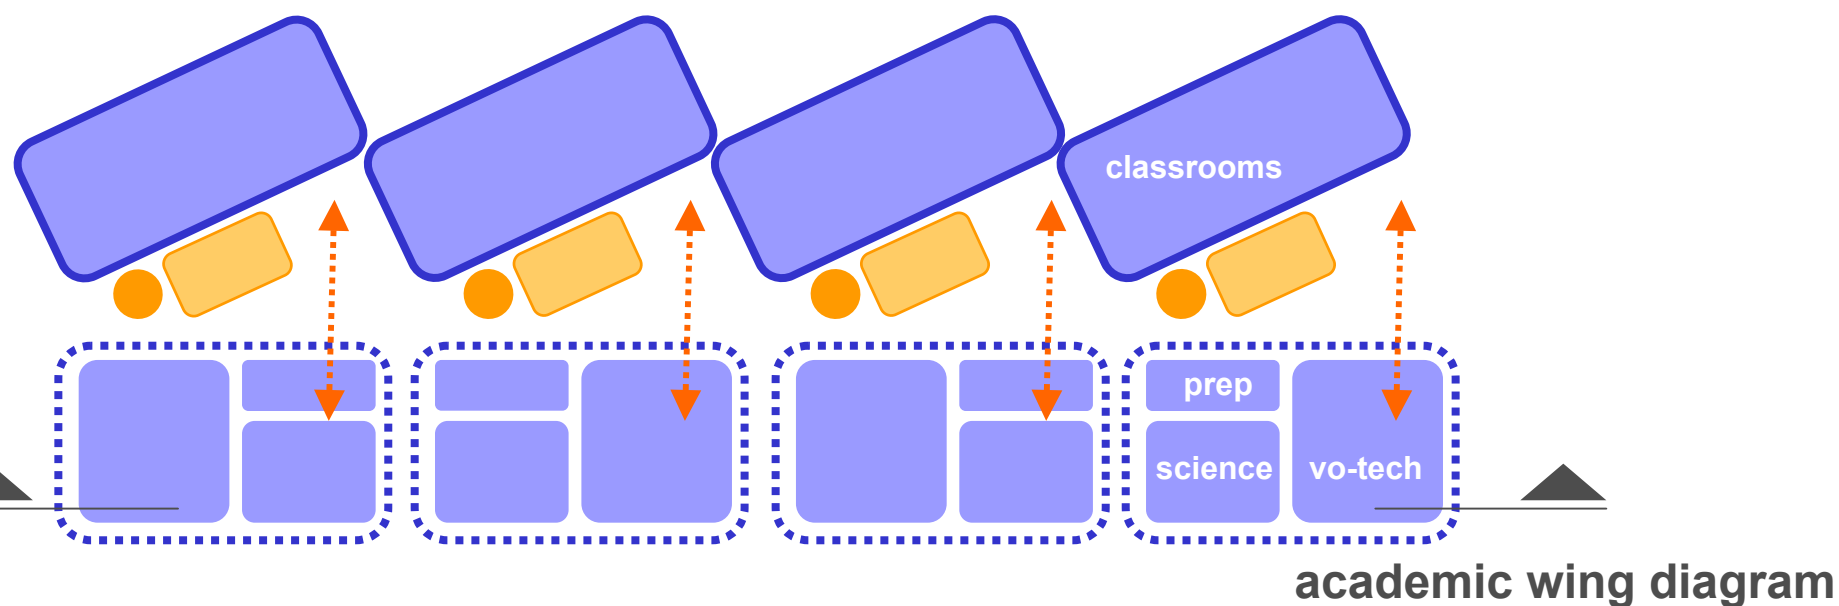 classrooms
prep
science
vo-tech
academic wing diagram